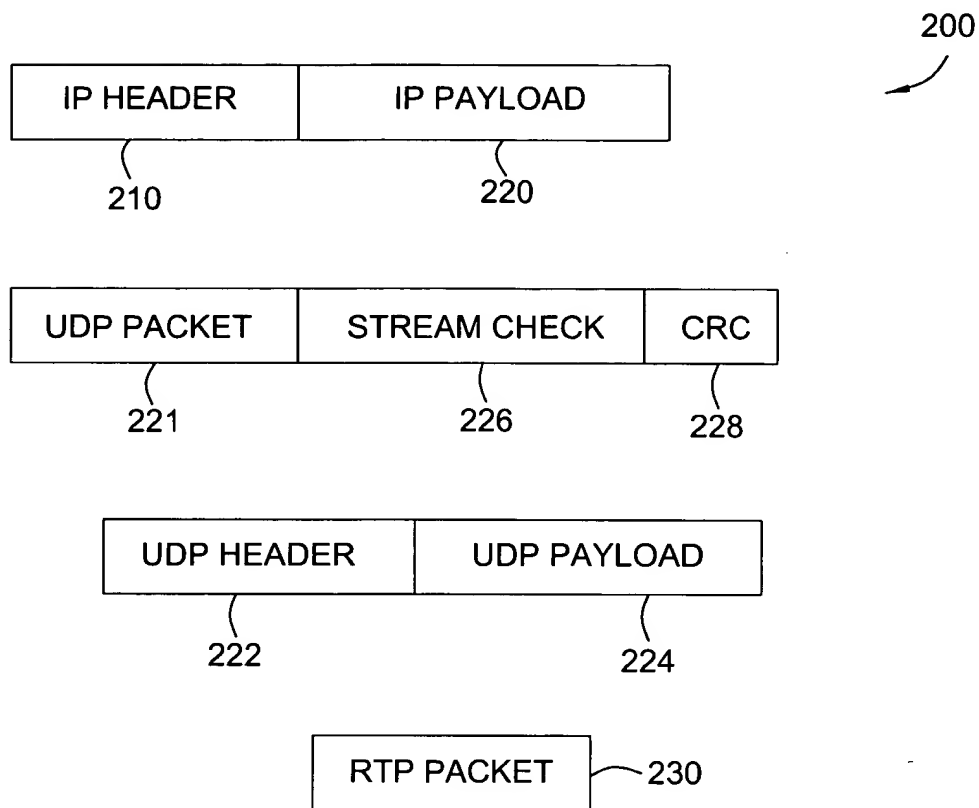 200
IP HEADER IP PAYLOAD
210 220
UDP PACKET STREAM CHECK CRC
221 226 228
UDP HEADER UDP PAYLOAD
222 224
RTP PACKET 230